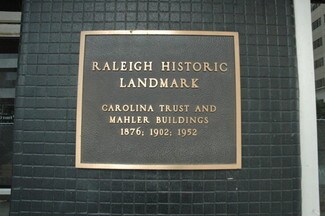 RALEIGH HISTORIC
LANDMARK
CAROLINA TRUST AND
MAHLER BUILDINGS
1876; 1902; 1952